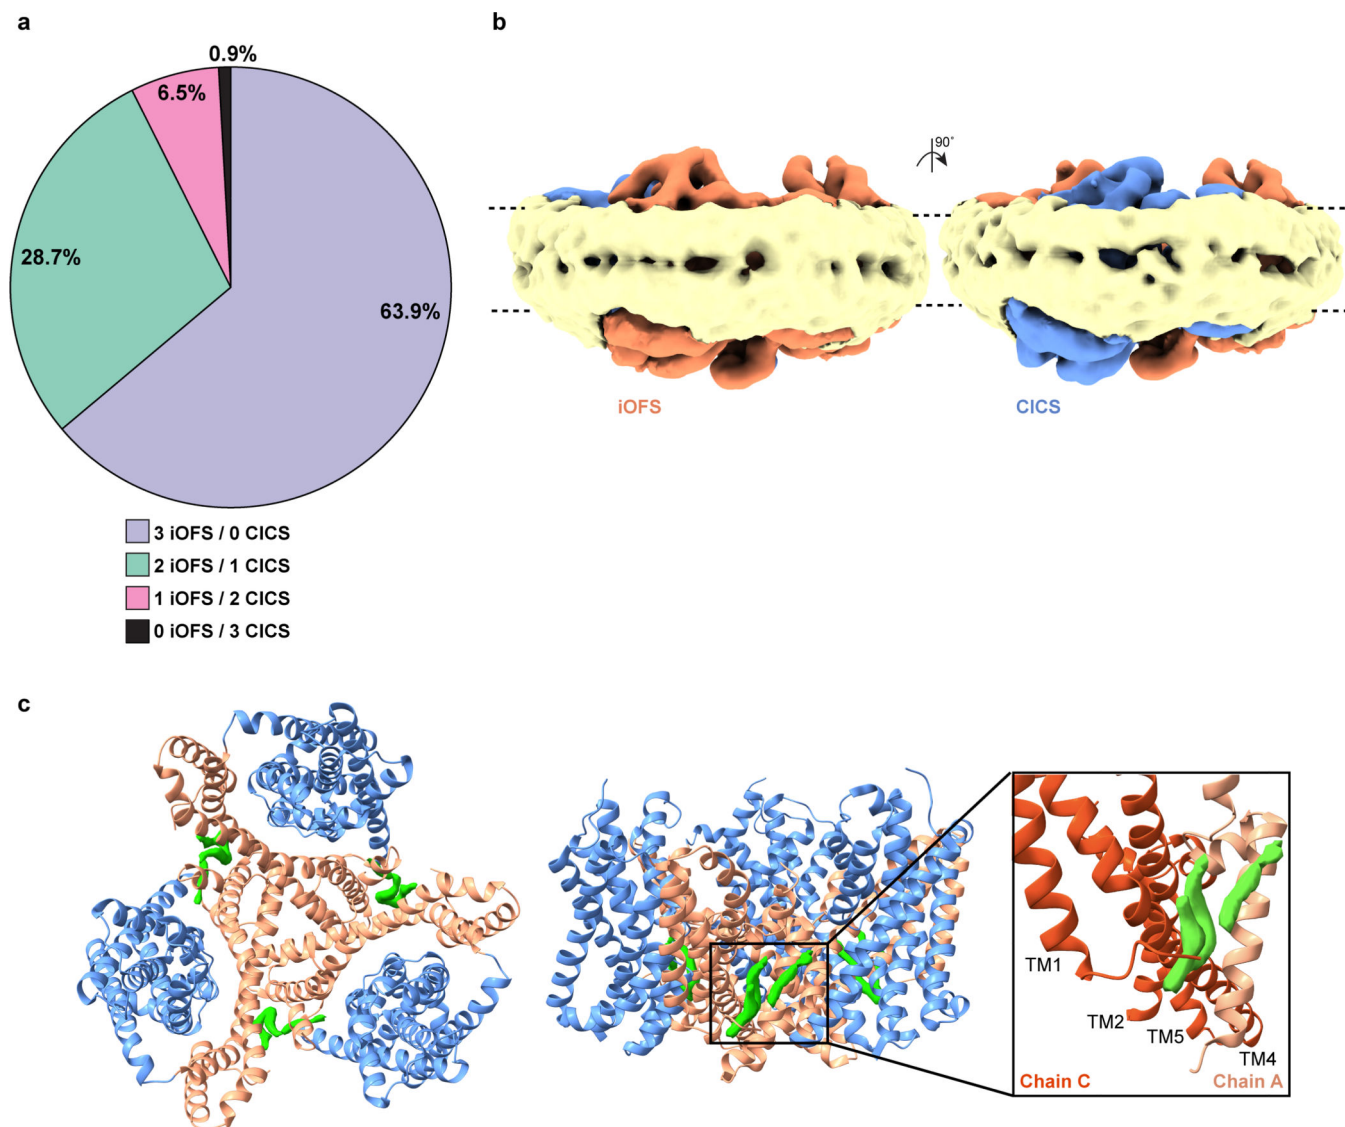 a
b
0.9%
6.5%
28.7%
63.9%
90°
iOFS
CICS
3 iOFS / 0 CICS
2 iOFS / 1 CICS
1 iOFS / 2 CICS
0 iOFS / 3 CICS
c
TM1
TM2
TM5
TM4
Chain C
Chain A